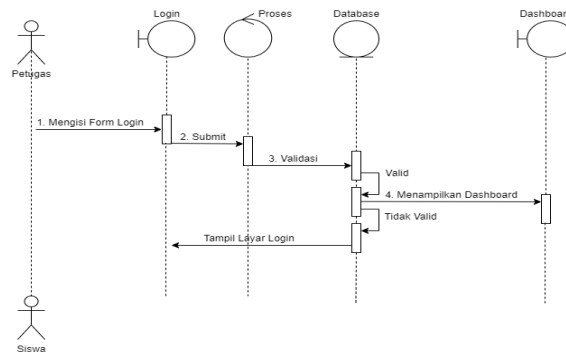 Login
Proses
Database
Dashboar
Petugas
1. Mengisi Form Login
2. Submit
3. Validasi
Valid
4. Menampilkan Dashboard
Tidak Valid
Tampil Layar Login
Siswa